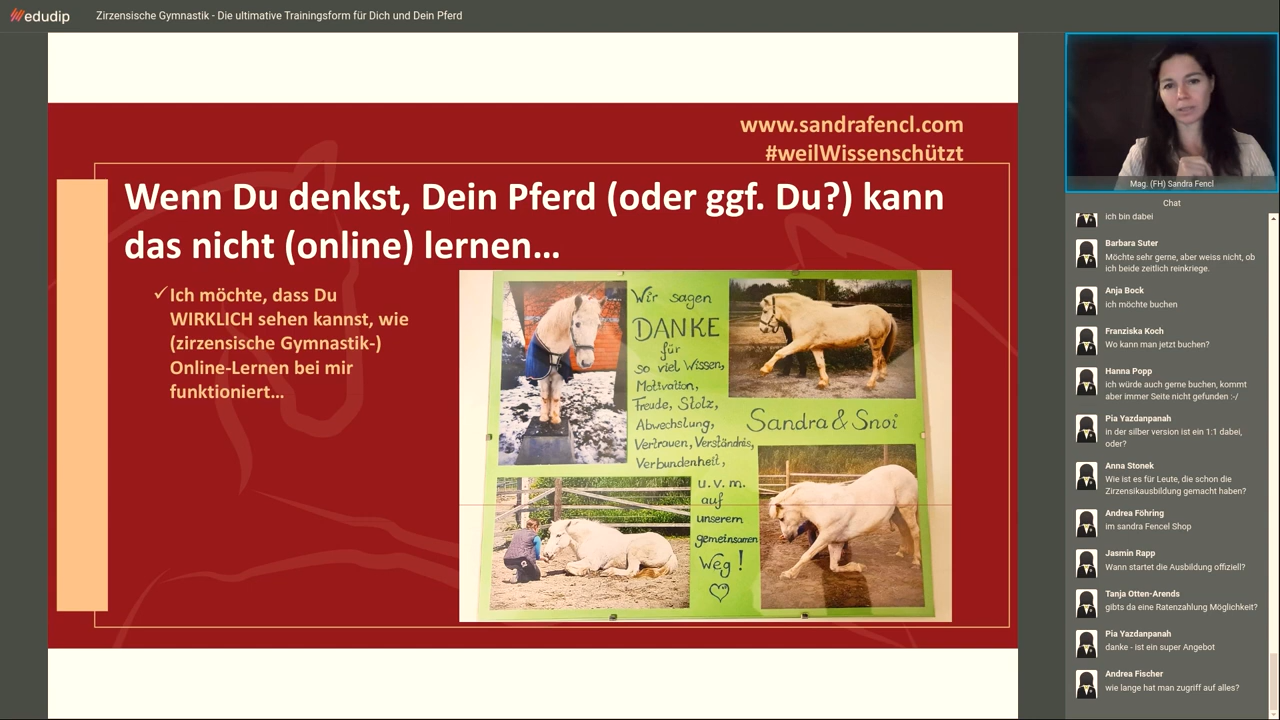 edudip
Zirzensische Gymnastik - Die ultimative Trainingsform für Dich und Dein Pferd
www.sandrafencl.com
#weilWissenschützt
Wenn Du denkst, Dein Pferd (oder ggf. Du?) kann
das nicht (online) lernen…
✓Ich möchte, dass Du
WIRKLICH sehen kannst, wie
(zirzensische Gymnastik-)
Online-Lernen bei mir
funktioniert…
Wir sagen
DANKE
für
so viel Wissen,
Motivation,
Freude, Stolz,
Abwechslung,
Vertrauen, Verständnis,
Verbundenheit,
u.v.m.
auf
unserem
gemeinsamen
Weg!
Sandra & Snoi
Mag. (FH) Sandra Fencl
Chat
ich bin dabei
Barbara Suter
Möchte sehr gerne, aber weiss nicht, ob
ich beide zeitlich reinkriege.
Anja Bock
ich möchte buchen
Franziska Koch
Wo kann man jetzt buchen?
Hanna Popp
ich würde auch gerne buchen, kommt
aber immer Seite nicht gefunden :-/
Pia Yazdanpanah
in der silber version ist ein 1:1 dabei,
oder?
Anna Stonek
Wie ist es für Leute, die schon die
Zirzensikausbildung gemacht haben?
Andrea Föhring
im sandra Fencel Shop
Jasmin Rapp
Wann startet die Ausbildung offiziell?
Tanja Otten-Arends
gibts da eine Ratenzahlung Möglichkeit?
Pia Yazdanpanah
danke - ist ein super Angebot
Andrea Fischer
wie lange hat man zugriff auf alles?